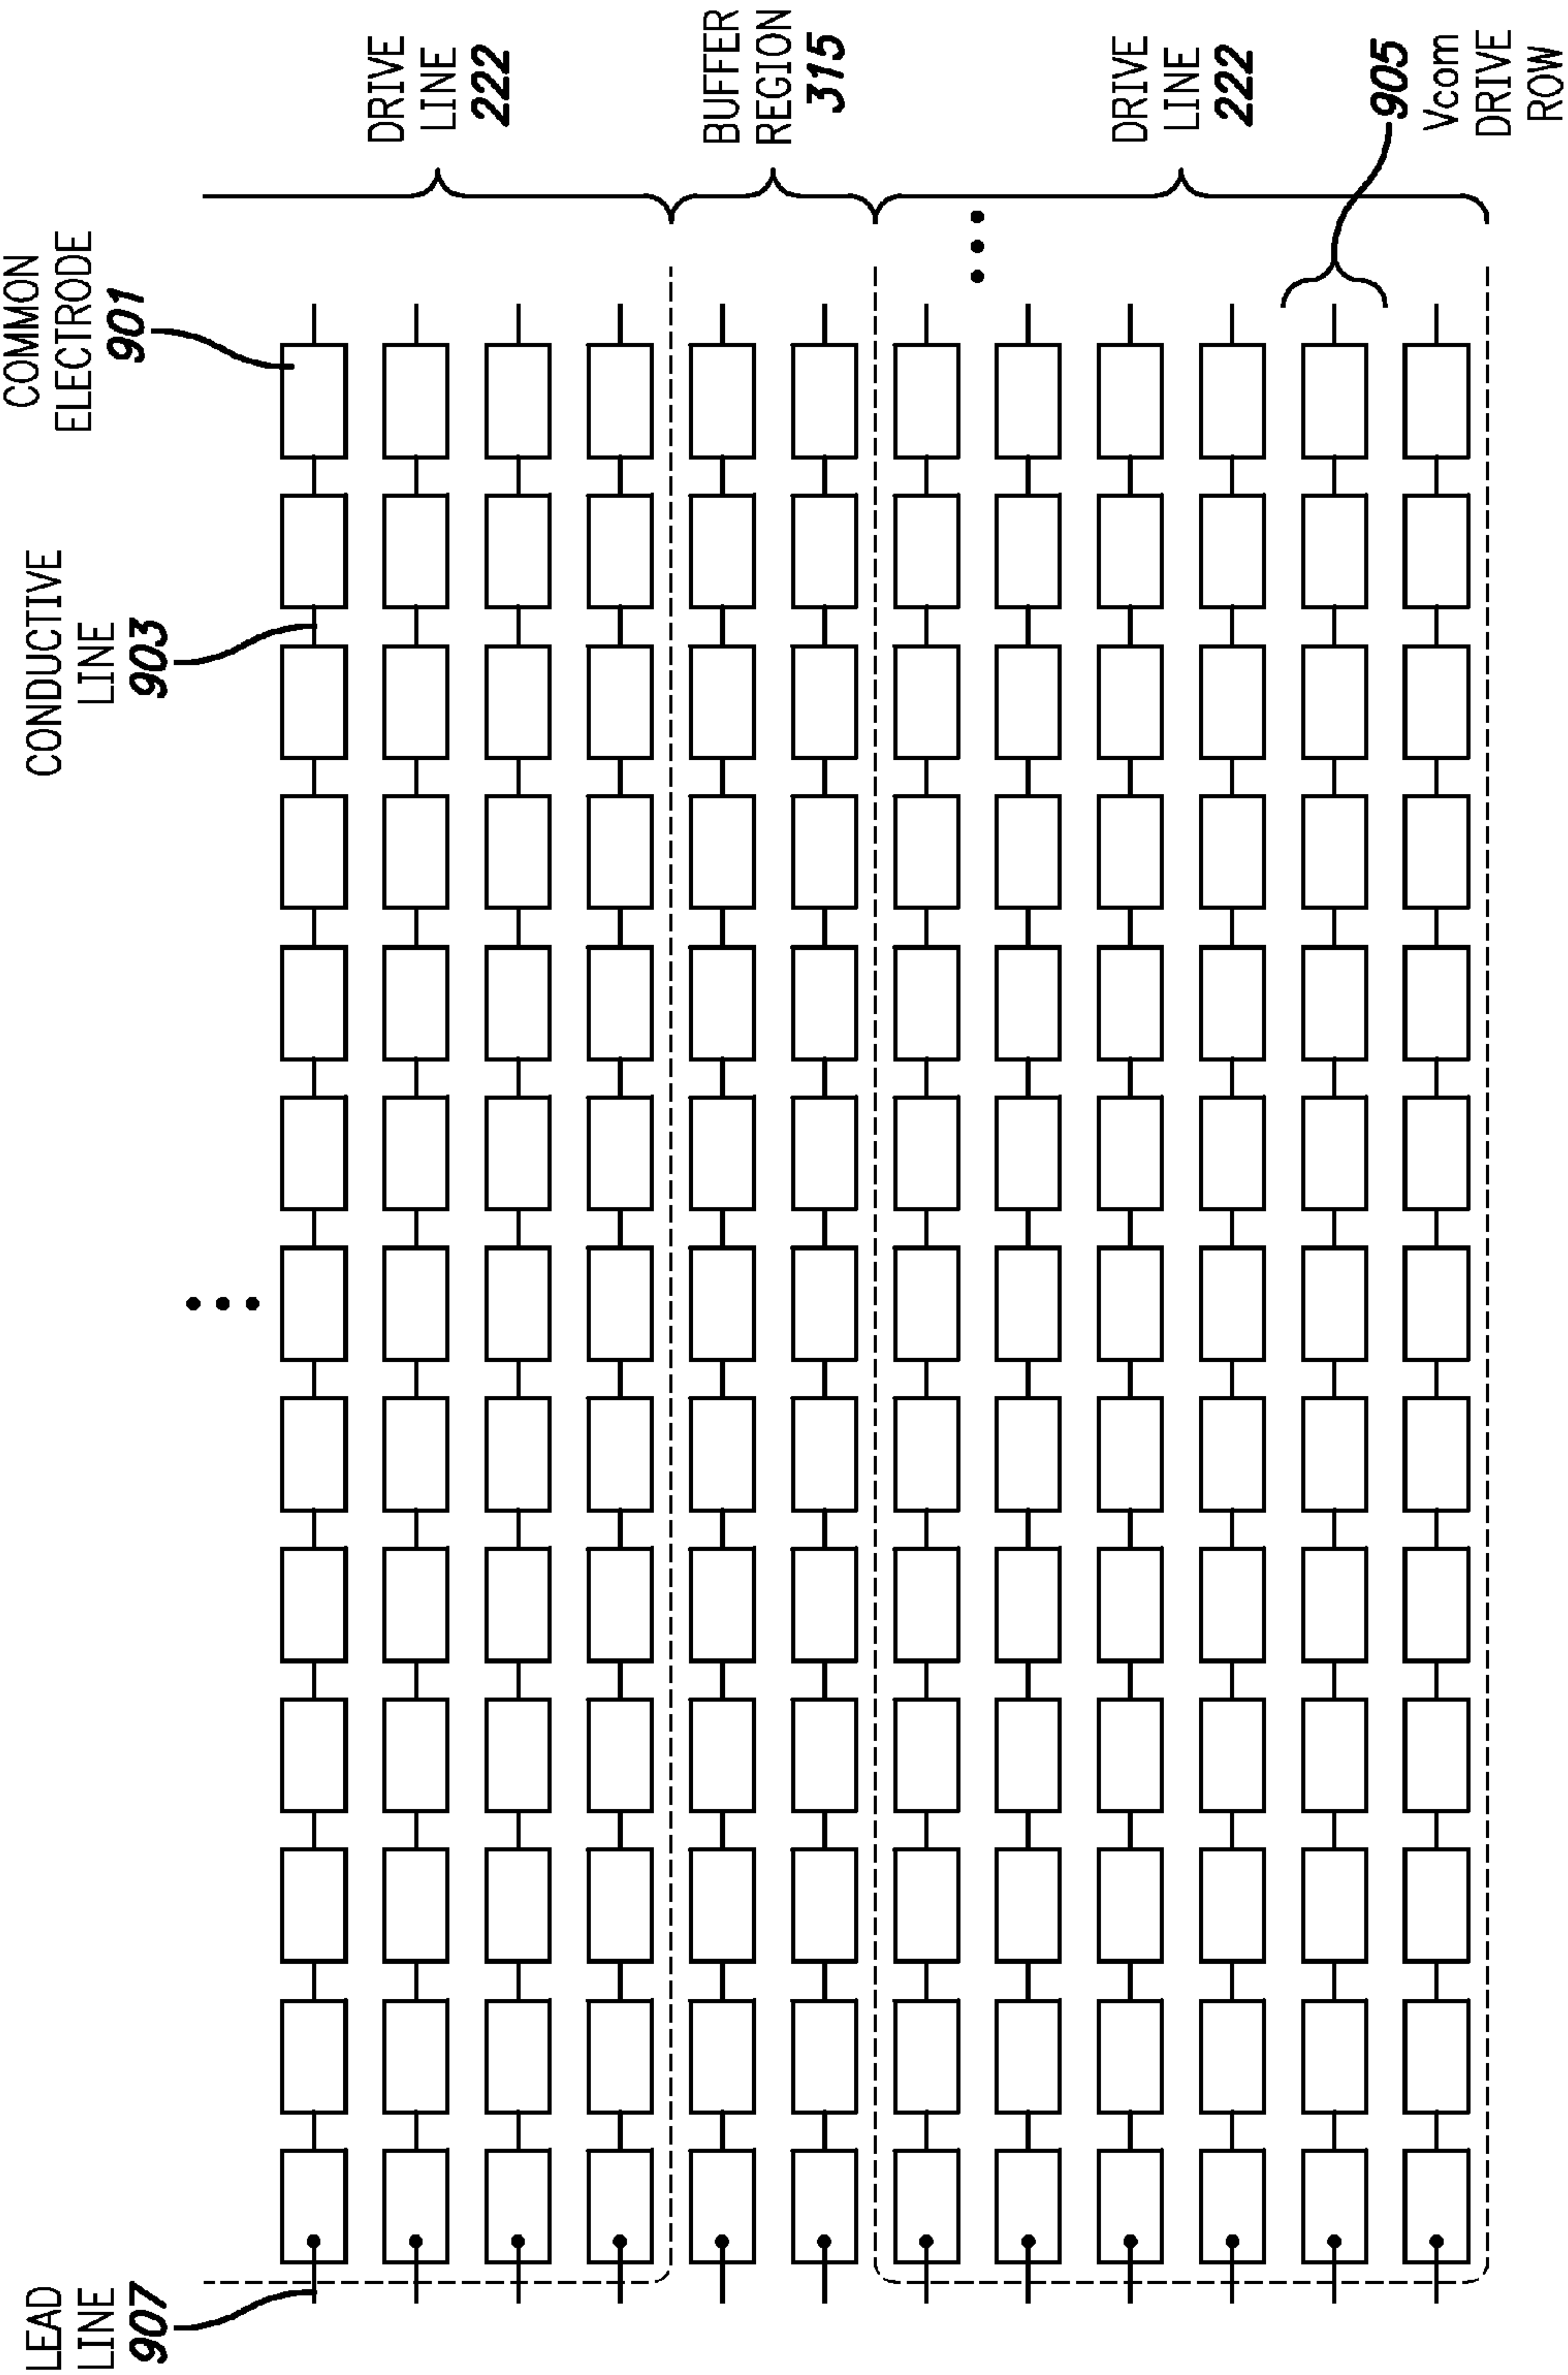 LEAD
LINE
907
CONDUCTIVE
LINE
903
COMMON
ELECTRODE
901
DRIVE
LINE
222
BUFFER
REGION
315
DRIVE
LINE
222
905
Vcom
DRIVE
ROW